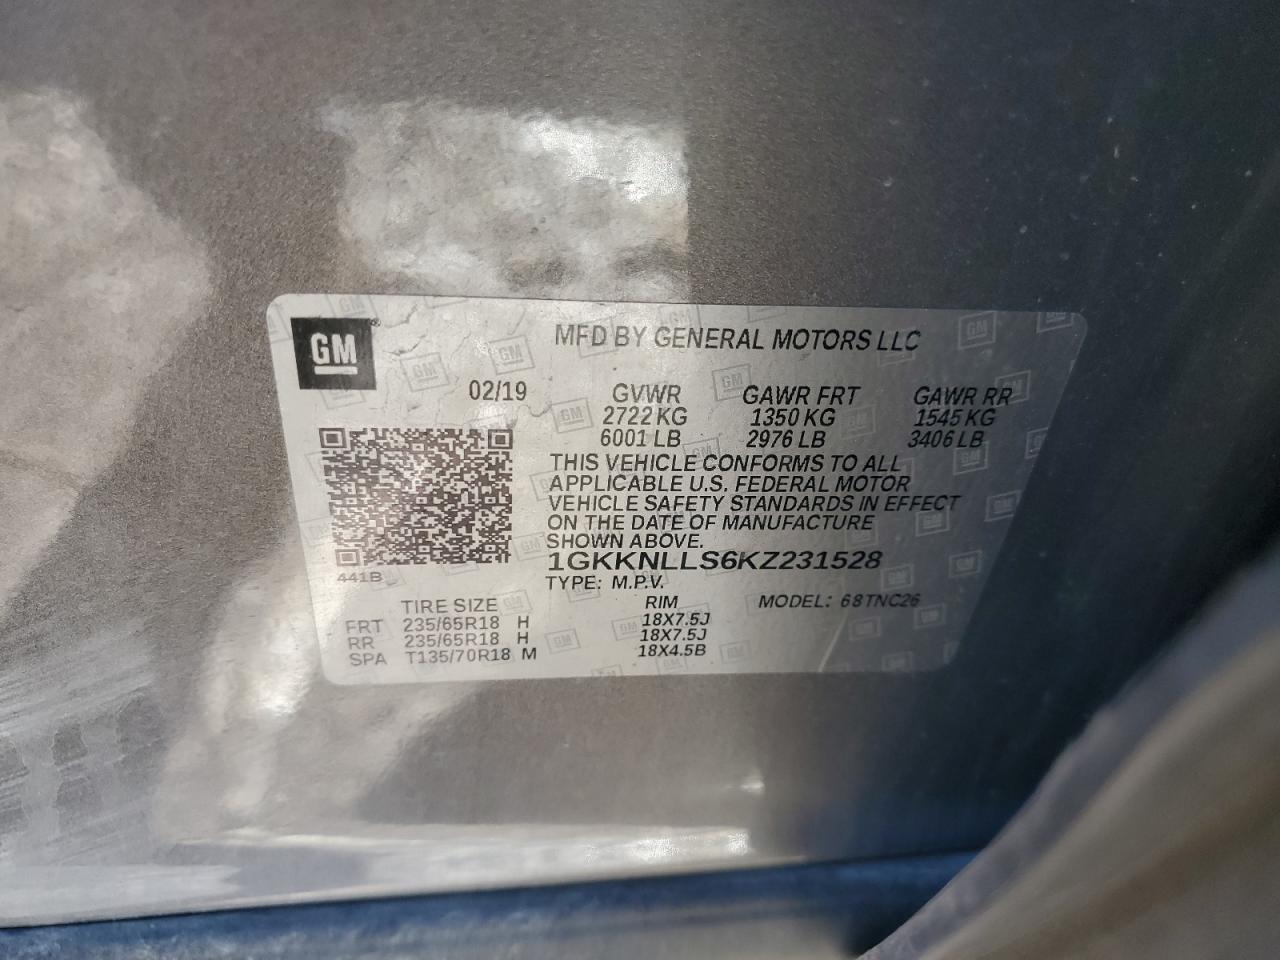 GM
MFD BY GENERAL MOTORS LLC
02/19
GVWR GAWR FRT GAWR RR
2722 KG 1350 KG 1545 KG
6001 LB 2976 LB 3406 LB
THIS VEHICLE CONFORMS TO ALL
APPLICABLE U.S. FEDERAL MOTOR
VEHICLE SAFETY STANDARDS IN EFFECT
ON THE DATE OF MANUFACTURE
SHOWN ABOVE.
1GKKNLLS6KZ231528
441B
TYPE: M.P.V.
TIRE SIZE RIM MODEL: 68TNC26
FRT 235/65R18 H 18X7.5J
RR 235/65R18 H 18X7.5J
SPA T135/70R18 M 18X4.5B